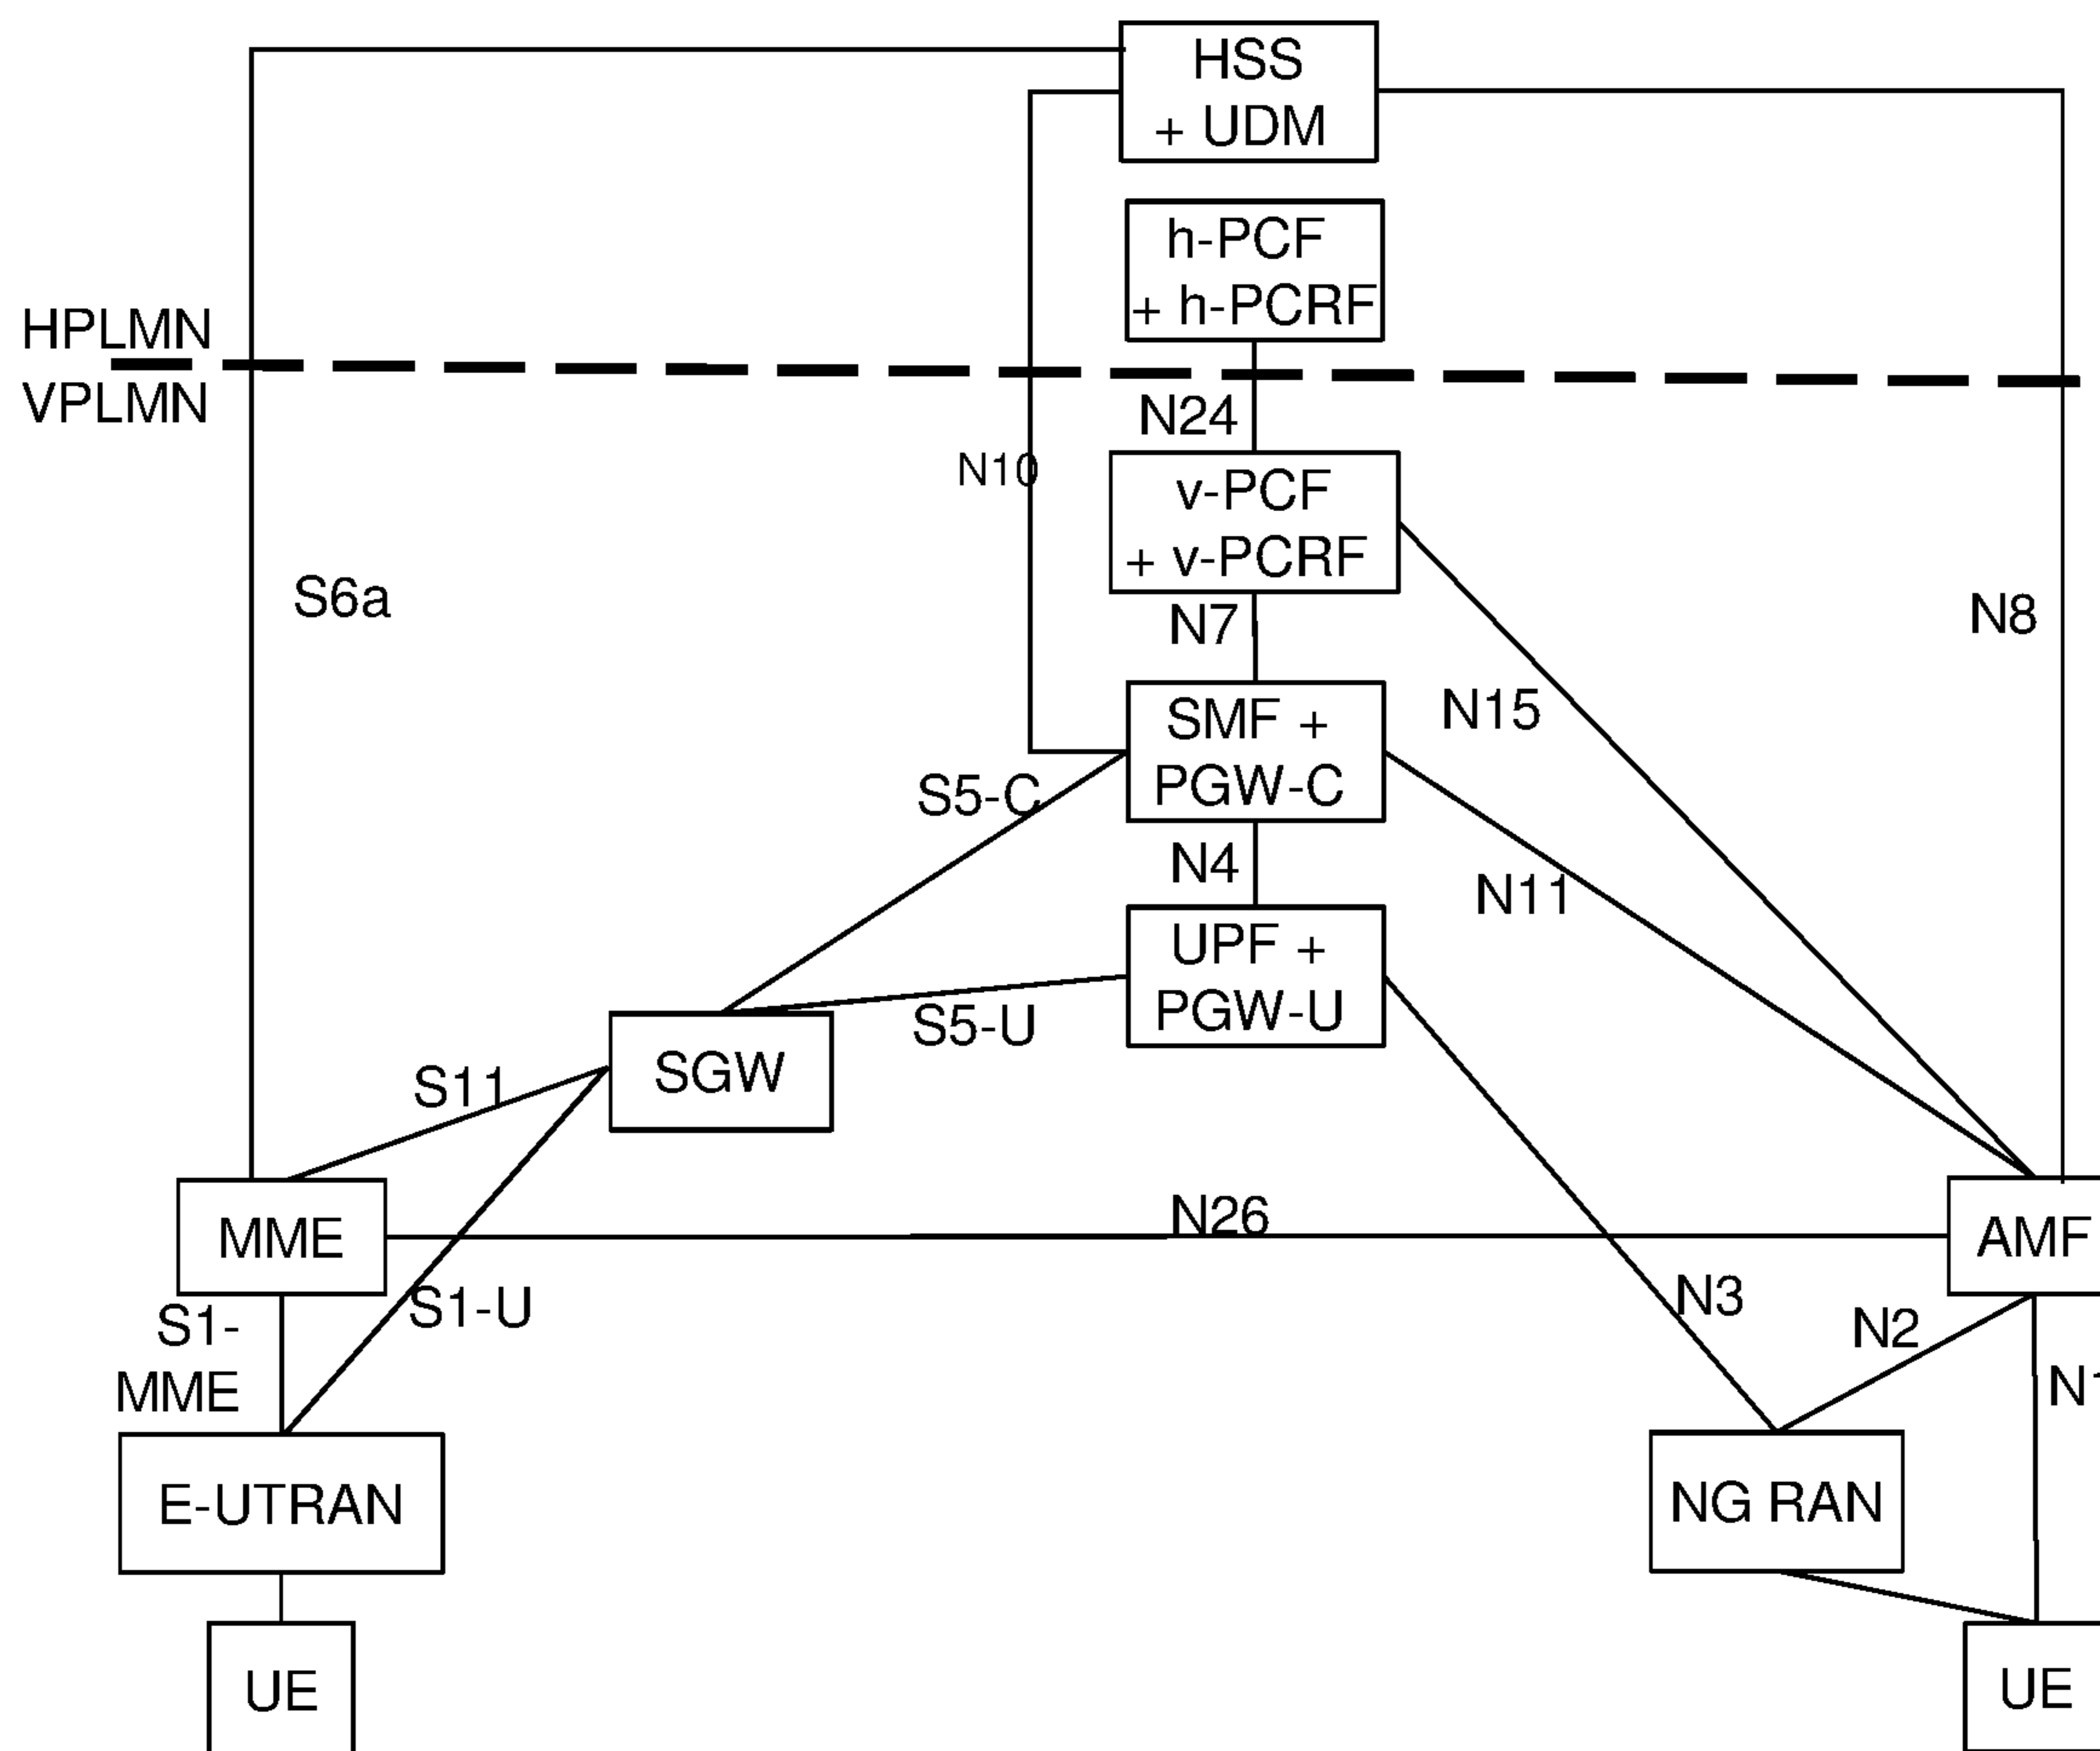 HSS
+ UDM
h-PCF
+ h-PCRF
HPLMN
VPLMN
N24
N10
v-PCF
+ v-PCRF
S6a
N8
N7
N15
SMF +
PGW-C
S5-C
N4
N11
UPF +
PGW-U
S5-U
SGW
S11
N26
MME
AMF
S1-U
S1-
MME
N3
N2
N1
E-UTRAN
NG RAN
UE
UE